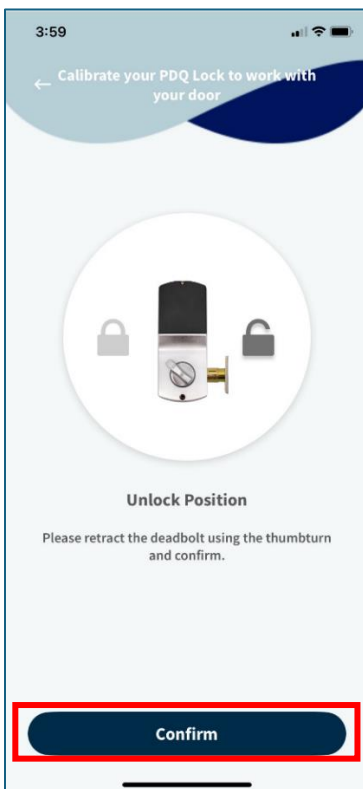 3:59
Calibrate your PDQ Lock to work with
your door
Unlock Position
Please retract the deadbolt using the thumbturn
and confirm.
Confirm